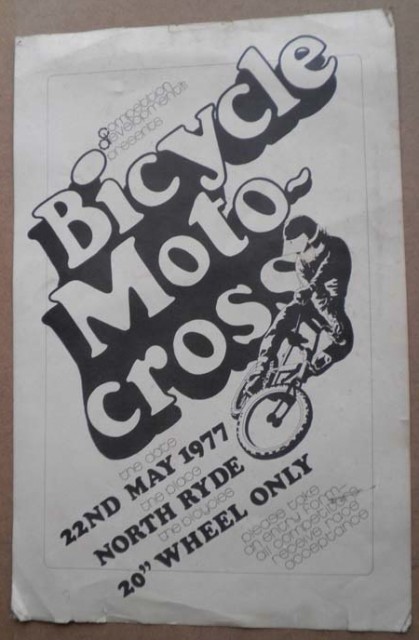 Competition
development!!
presents
Bicycle
Moto-
cross
the date
22ND MAY 1977
the place
NORTH RYDE
the bicycles
20" WHEEL ONLY
please take
an entry form-
all competitors
receive race
acceptance